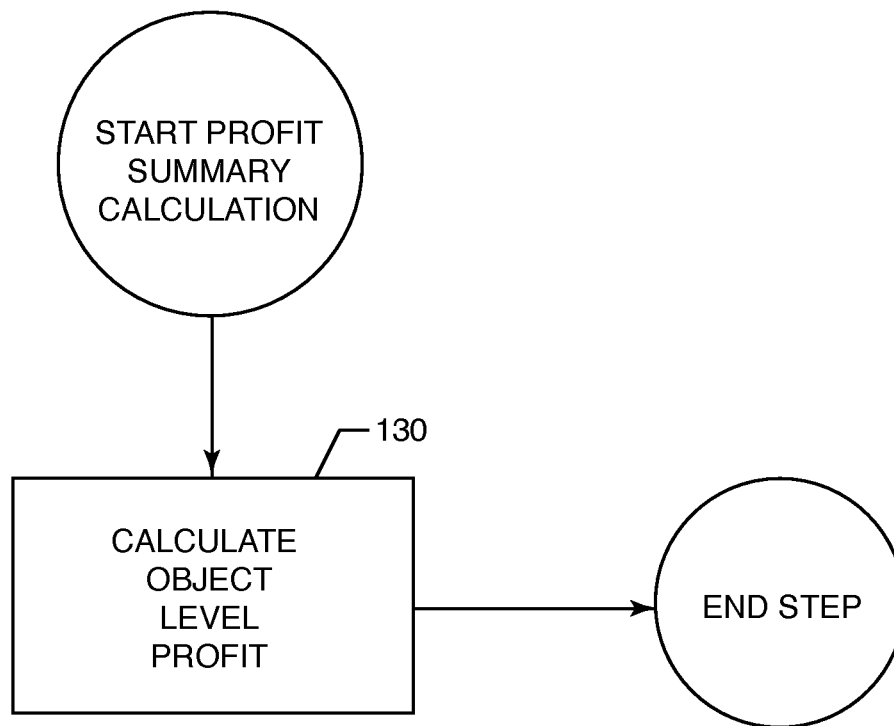 START PROFIT
SUMMARY
CALCULATION
130
CALCULATE
OBJECT
LEVEL
PROFIT
END STEP